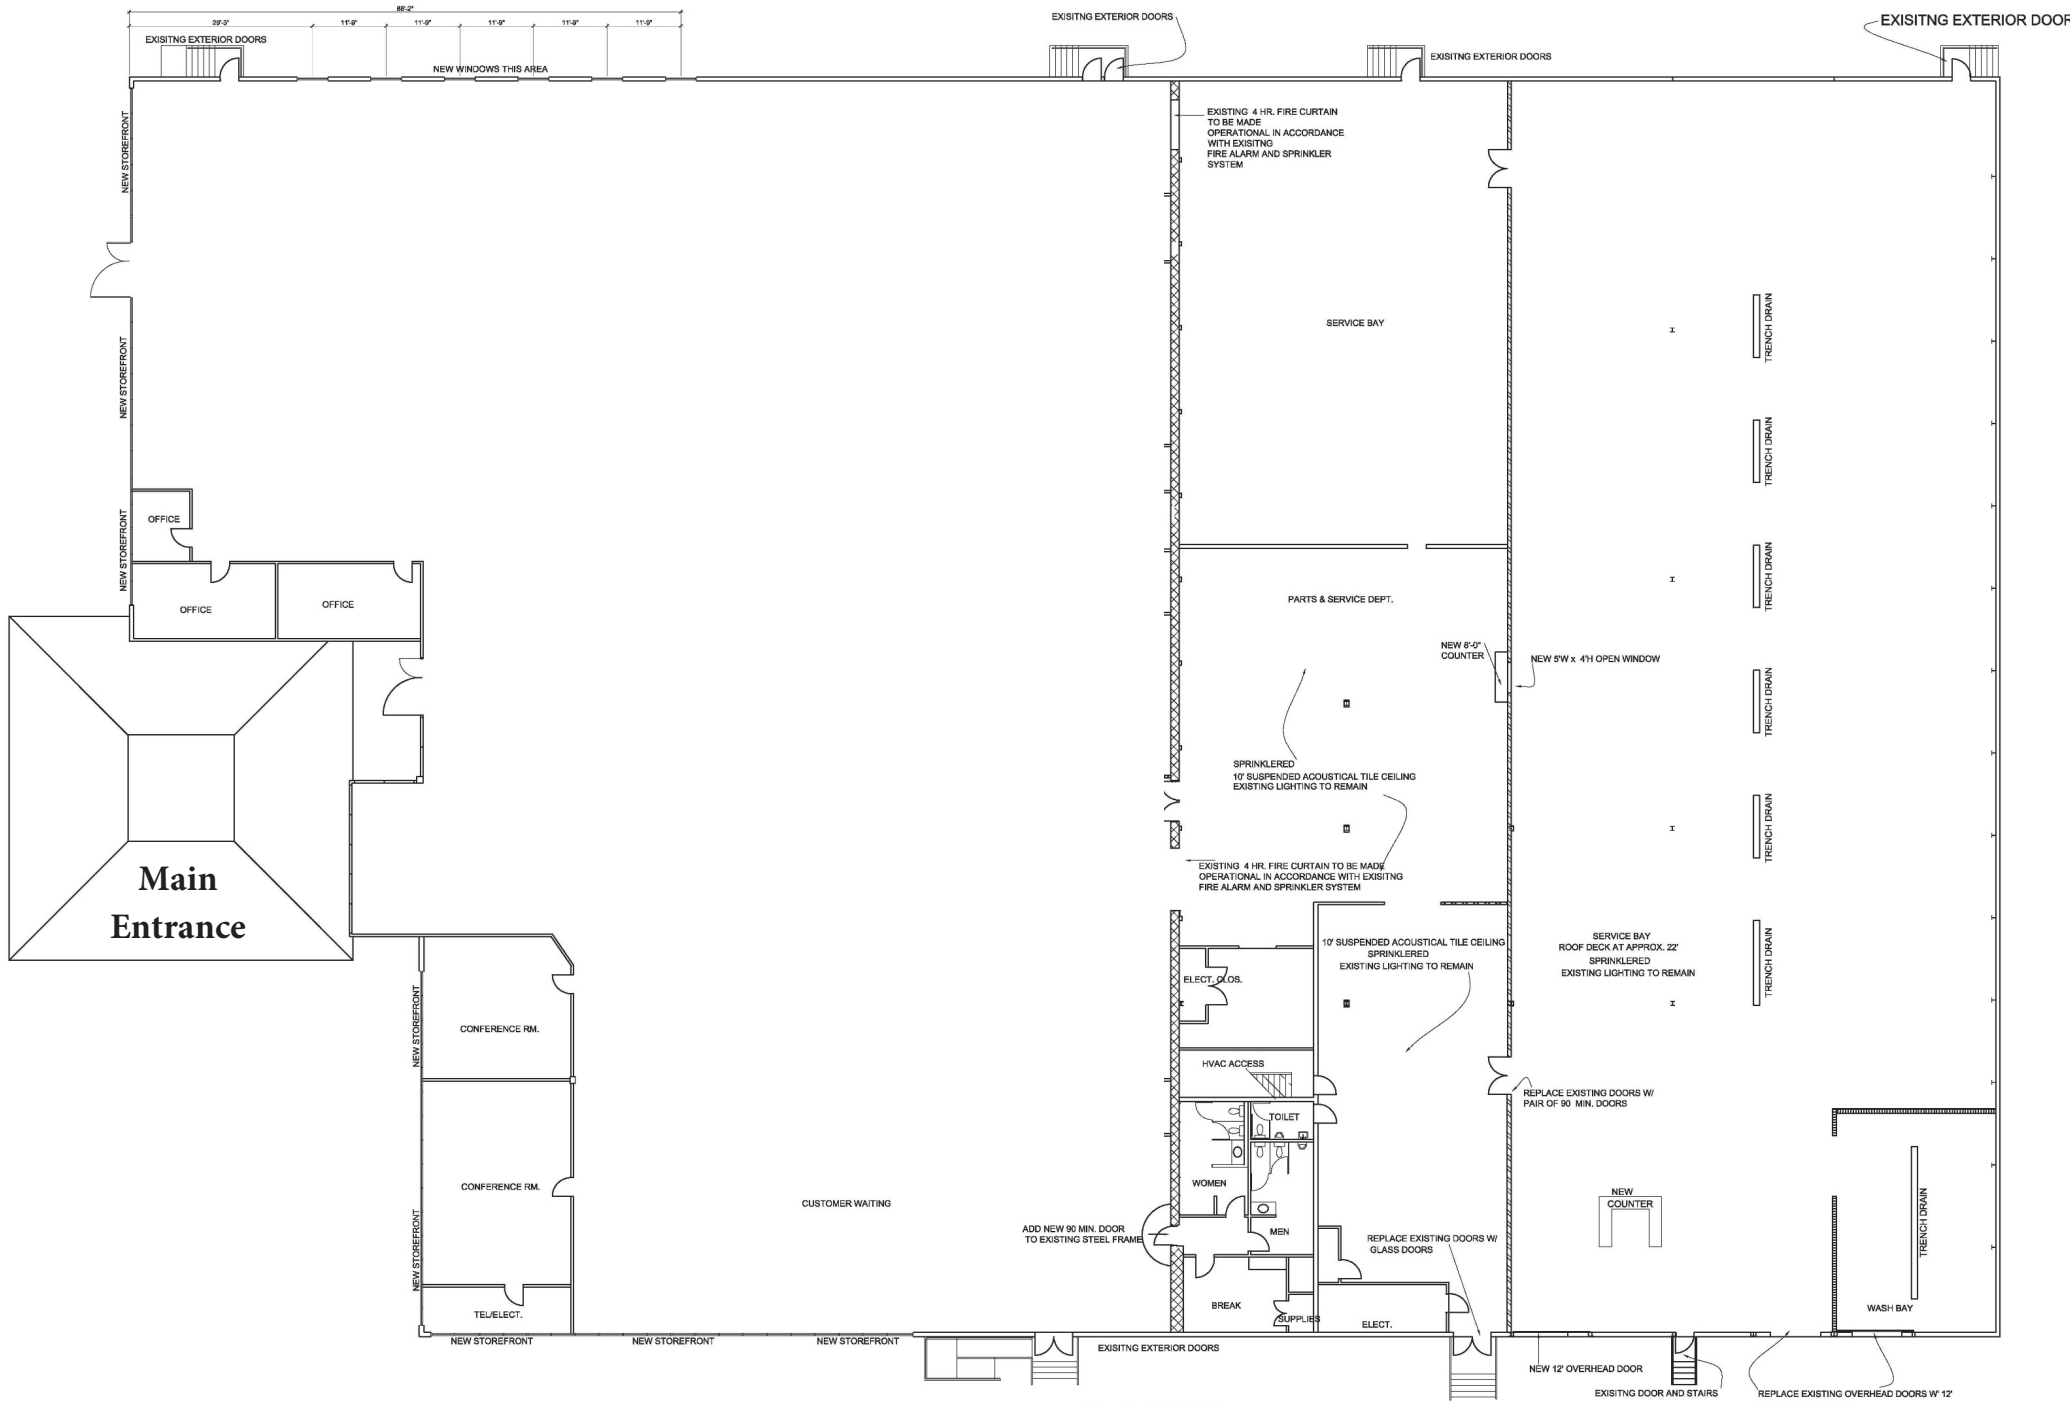 88'-2"
29'-3"
11'-9"
11'-9"
11'-9"
11'-9"
11'-9"
EXISITNG EXTERIOR DOORS
NEW WINDOWS THIS AREA
EXISITNG EXTERIOR DOORS
EXISITNG EXTERIOR DOORS
EXISITNG EXTERIOR DOOR
NEW STOREFRONT
NEW STOREFRONT
NEW STOREFRONT
EXISTING 4 HR. FIRE CURTAIN
TO BE MADE
OPERATIONAL IN ACCORDANCE
WITH EXISITNG
FIRE ALARM AND SPRINKLER
SYSTEM
SERVICE BAY
TRENCH DRAIN
TRENCH DRAIN
TRENCH DRAIN
TRENCH DRAIN
TRENCH DRAIN
TRENCH DRAIN
OFFICE
OFFICE
OFFICE
PARTS & SERVICE DEPT.
NEW 8'-0"
COUNTER
NEW 5'W x 4'H OPEN WINDOW
SPRINKLERED
10' SUSPENDED ACOUSTICAL TILE CEILING
EXISTING LIGHTING TO REMAIN
Main
Entrance
EXISTING 4 HR. FIRE CURTAIN TO BE MADE
OPERATIONAL IN ACCORDANCE WITH EXISITNG
FIRE ALARM AND SPRINKLER SYSTEM
10' SUSPENDED ACCOUSTICAL TILE CEILING
SPRINKLERED
EXISTING LIGHTING TO REMAIN
SERVICE BAY
ROOF DECK AT APPROX. 22'
SPRINKLERED
EXISTING LIGHTING TO REMAIN
ELECT. CLOS.
NEW STOREFRONT
CONFERENCE RM.
HVAC ACCESS
REPLACE EXISTING DOORS W/
PAIR OF 90 MIN. DOORS
TOILET
WOMEN
CONFERENCE RM.
CUSTOMER WAITING
NEW
COUNTER
TRENCH DRAIN
NEW STOREFRONT
ADD NEW 90 MIN. DOOR
TO EXISTING STEEL FRAME
MEN
REPLACE EXISTING DOORS W/
GLASS DOORS
TEL/ELECT.
BREAK
SUPPLIES
ELECT.
WASH BAY
NEW STOREFRONT
NEW STOREFRONT
NEW STOREFRONT
EXISITNG EXTERIOR DOORS
NEW 12' OVERHEAD DOOR
EXISITNG DOOR AND STAIRS
REPLACE EXISTING OVERHEAD DOORS W' 12'